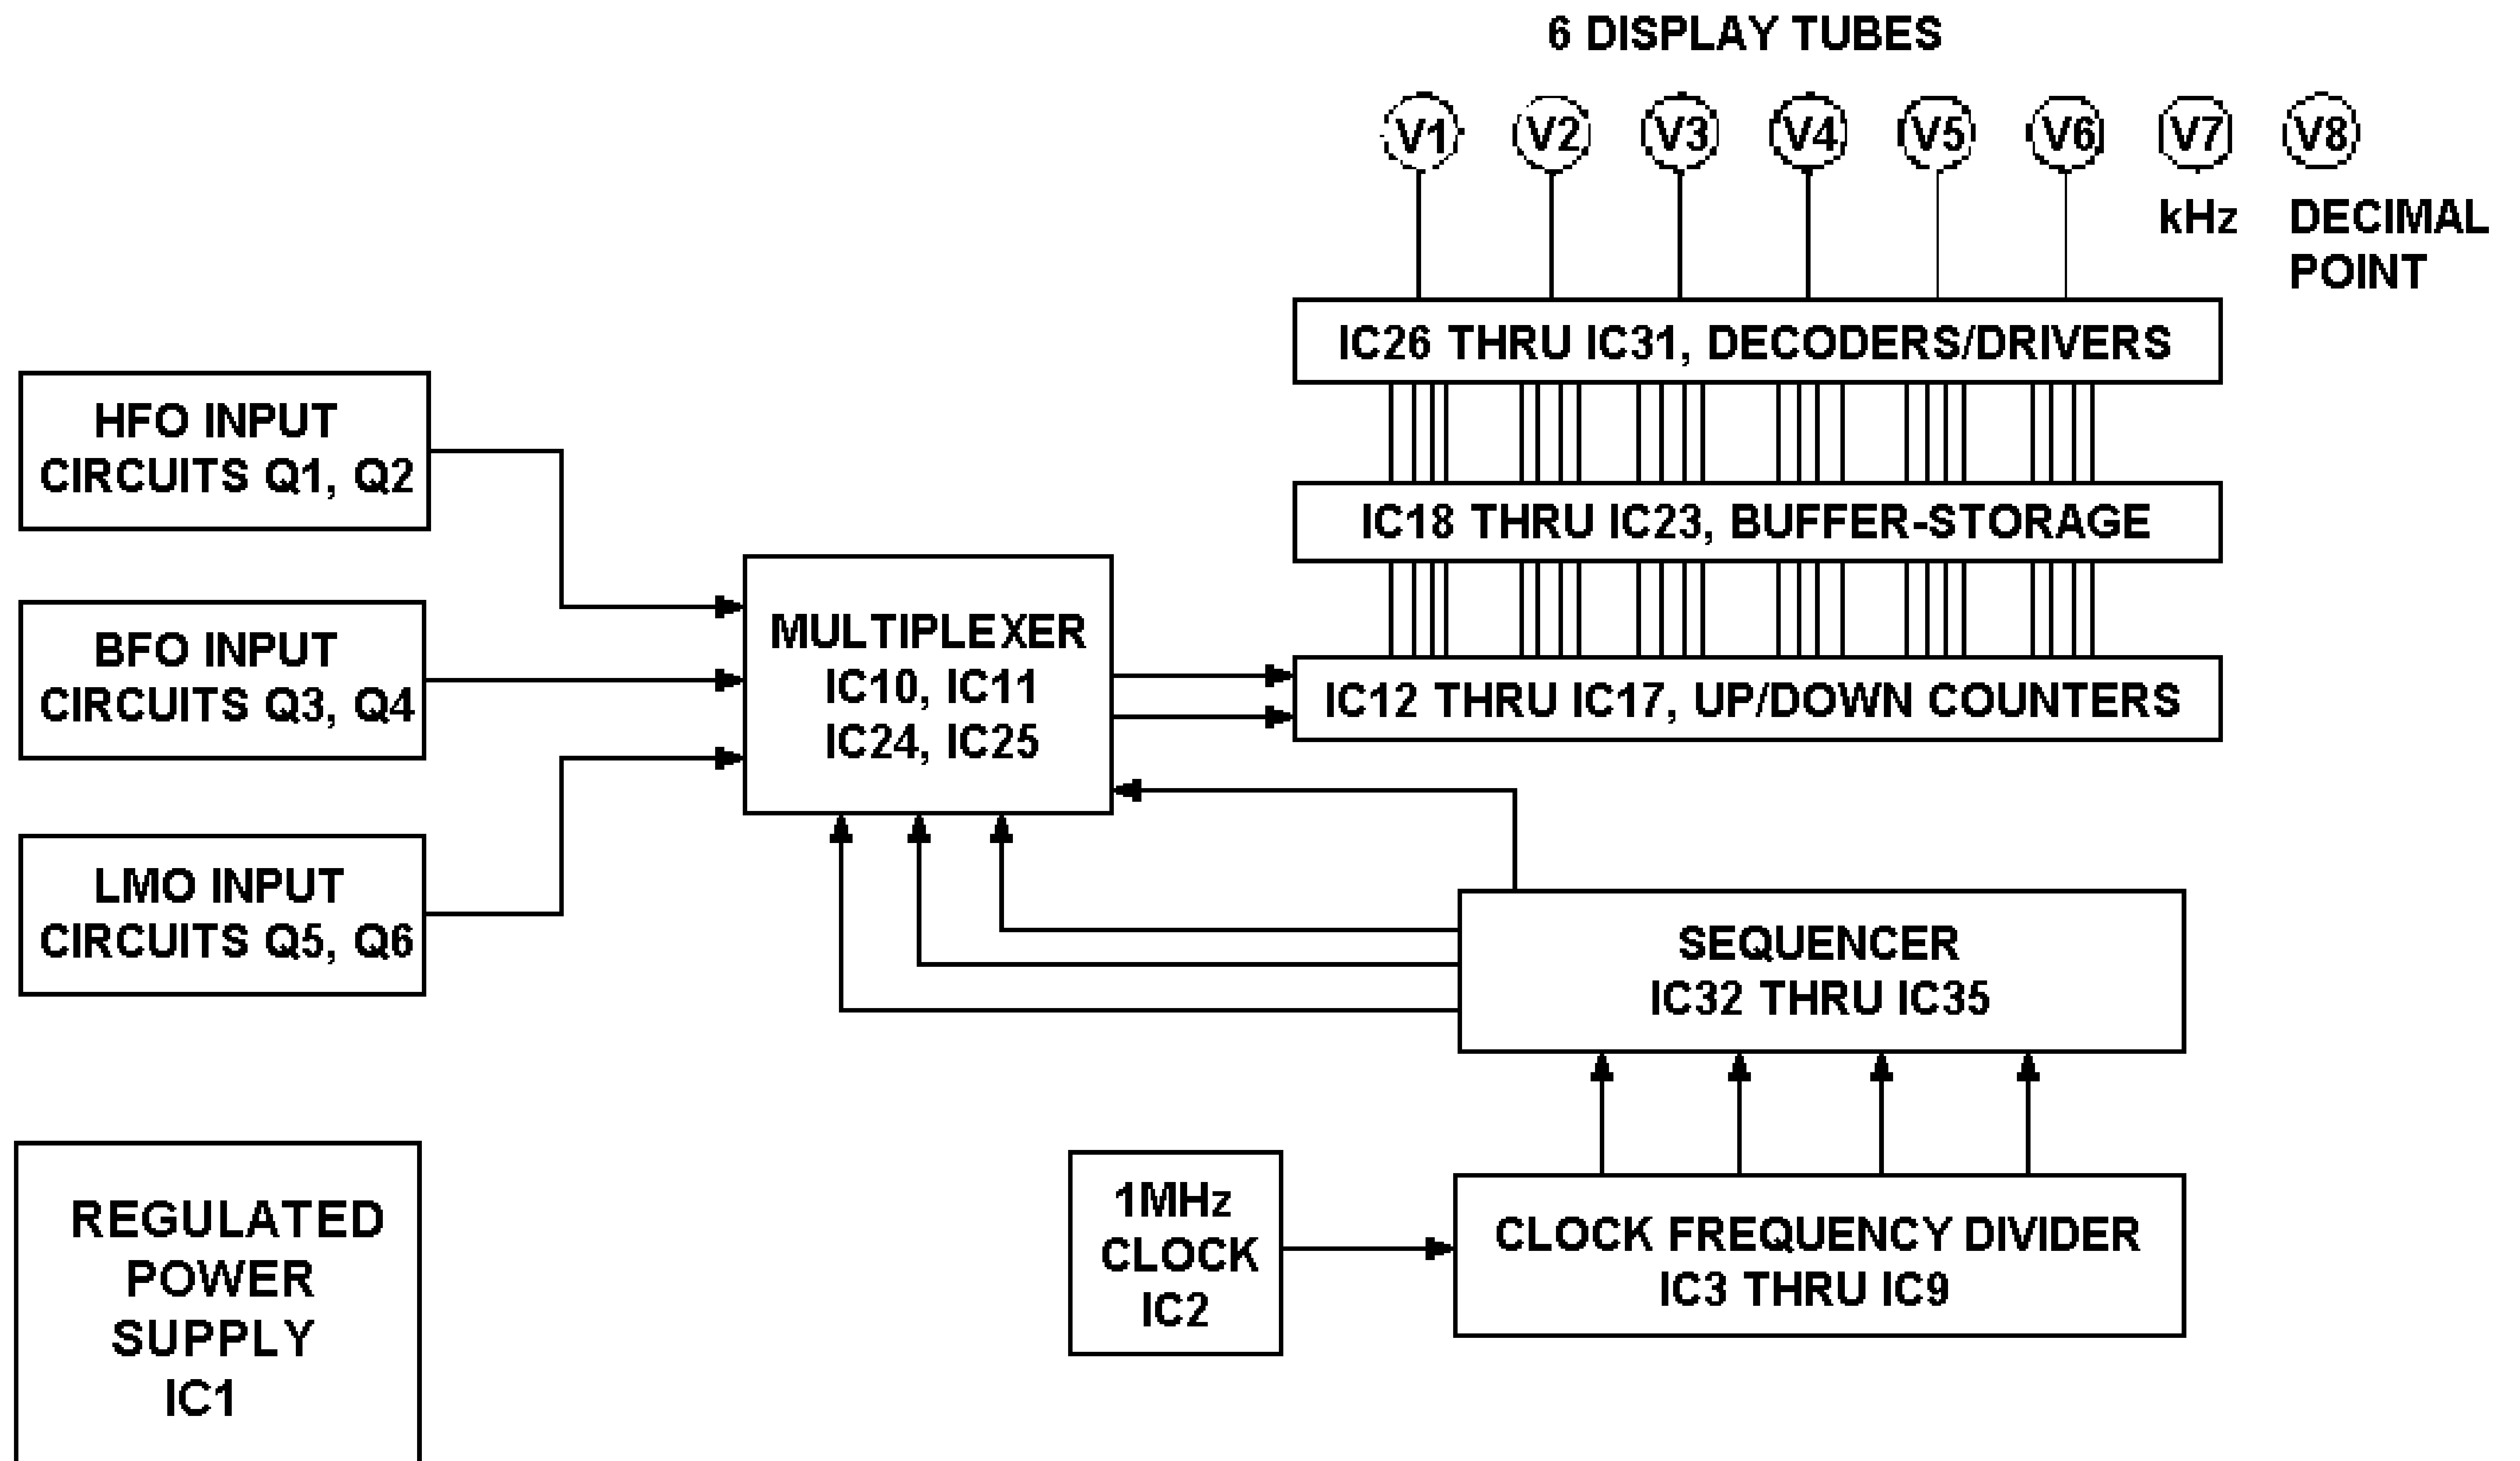 6 DISPLAY TUBES
V1 V2 V3 V4 V5 V6 V7 V8
kHz DECIMAL
POINT
IC26 THRU IC31, DECODERS/DRIVERS
HFO INPUT
CIRCUITS Q1, Q2
IC18 THRU IC23, BUFFER-STORAGE
BFO INPUT
CIRCUITS Q3, Q4
MULTIPLEXER
IC10, IC11
IC24, IC25
IC12 THRU IC17, UP/DOWN COUNTERS
LMO INPUT
CIRCUITS Q5, Q6
SEQUENCER
IC32 THRU IC35
REGULATED
POWER
SUPPLY
IC1
1MHz
CLOCK
IC2
CLOCK FREQUENCY DIVIDER
IC3 THRU IC9